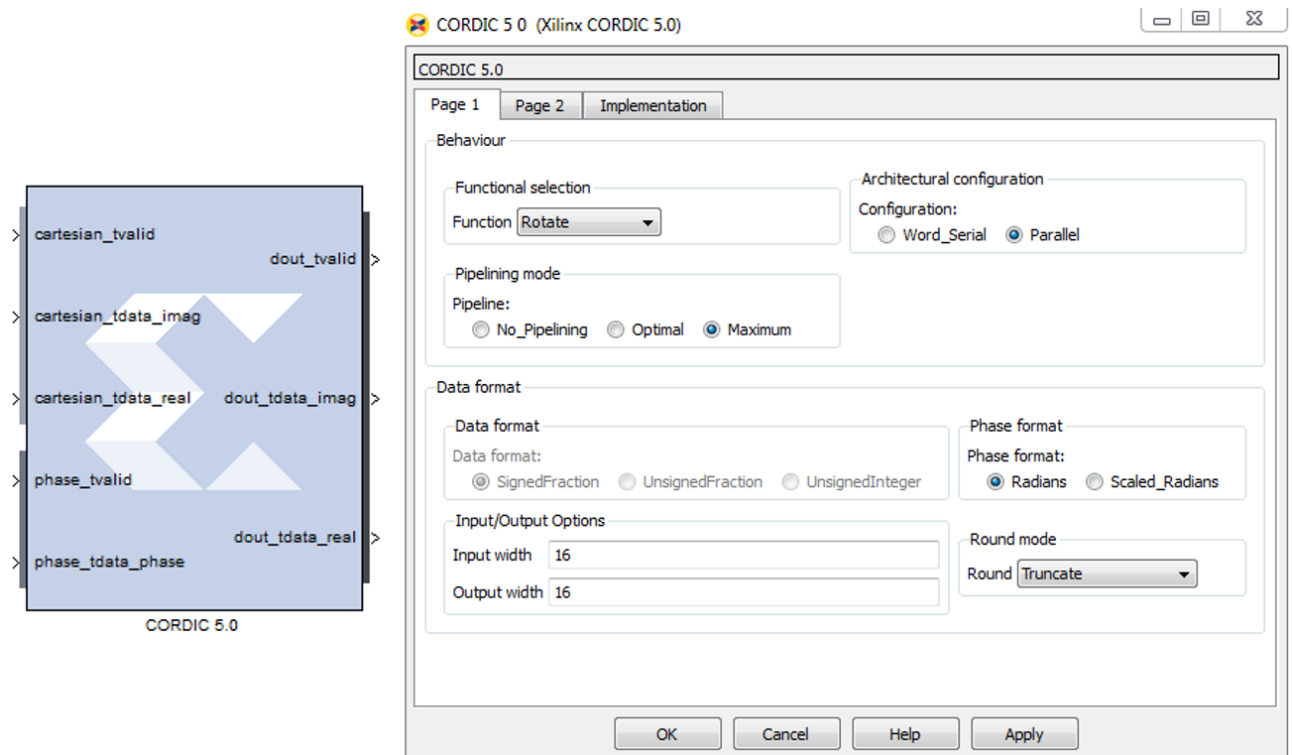 CORDIC 5 0 (Xilinx CORDIC 5.0)
CORDIC 5.0
Page 1 Page 2 Implementation
Behaviour
Functional selection
Function Rotate
Architectural configuration
Configuration:
Word_Serial Parallel
Pipelining mode
Pipeline:
No_Pipelining Optimal Maximum
Data format
Data format
Data format:
SignedFraction UnsignedFraction UnsignedInteger
Phase format
Phase format:
Radians Scaled_Radians
Input/Output Options
Input width 16
Output width 16
Round mode
Round Truncate
OK Cancel Help Apply
cartesian_tvalid
dout_tvalid
cartesian_tdata_imag
cartesian_tdata_real dout_tdata_imag
phase_tvalid
dout_tdata_real
phase_tdata_phase
CORDIC 5.0